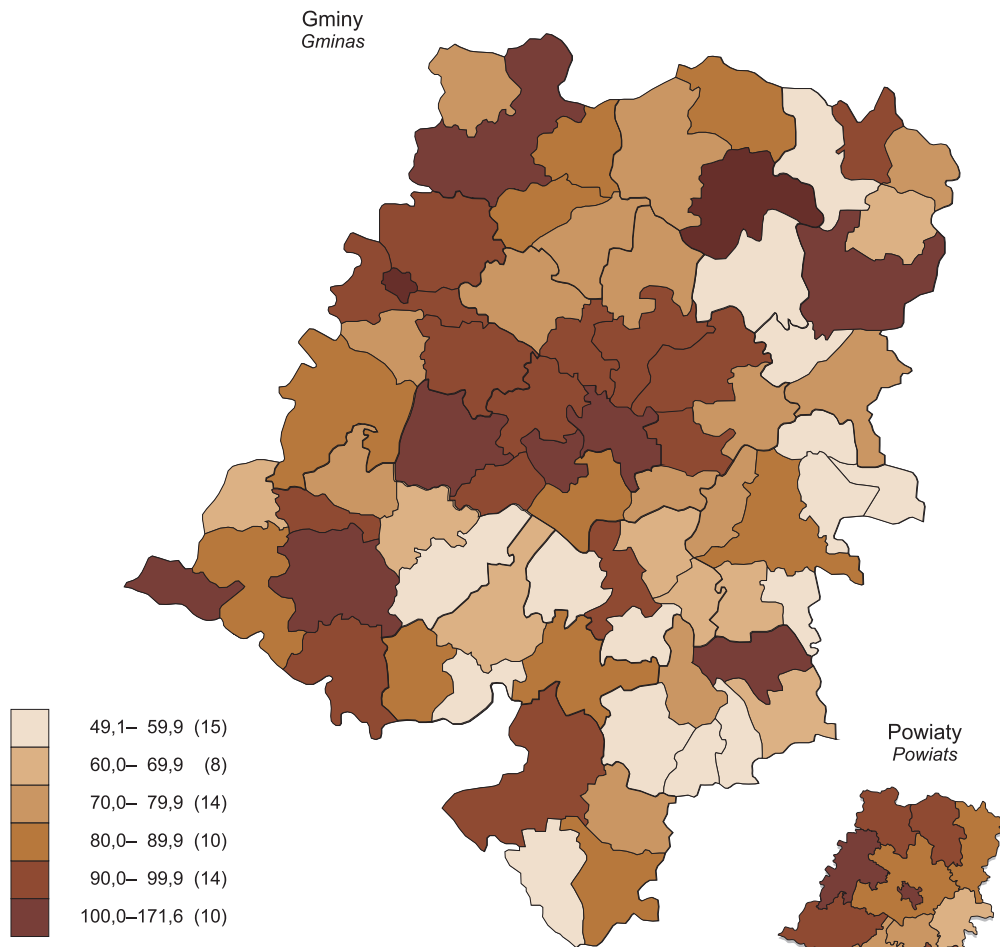 Gminy
Gminas
49,1– 59,9 (15)
60,0– 69,9 (8)
70,0– 79,9 (14)
80,0– 89,9 (10)
90,0– 99,9 (14)
100,0–171,6 (10)
Powiaty
Powiats